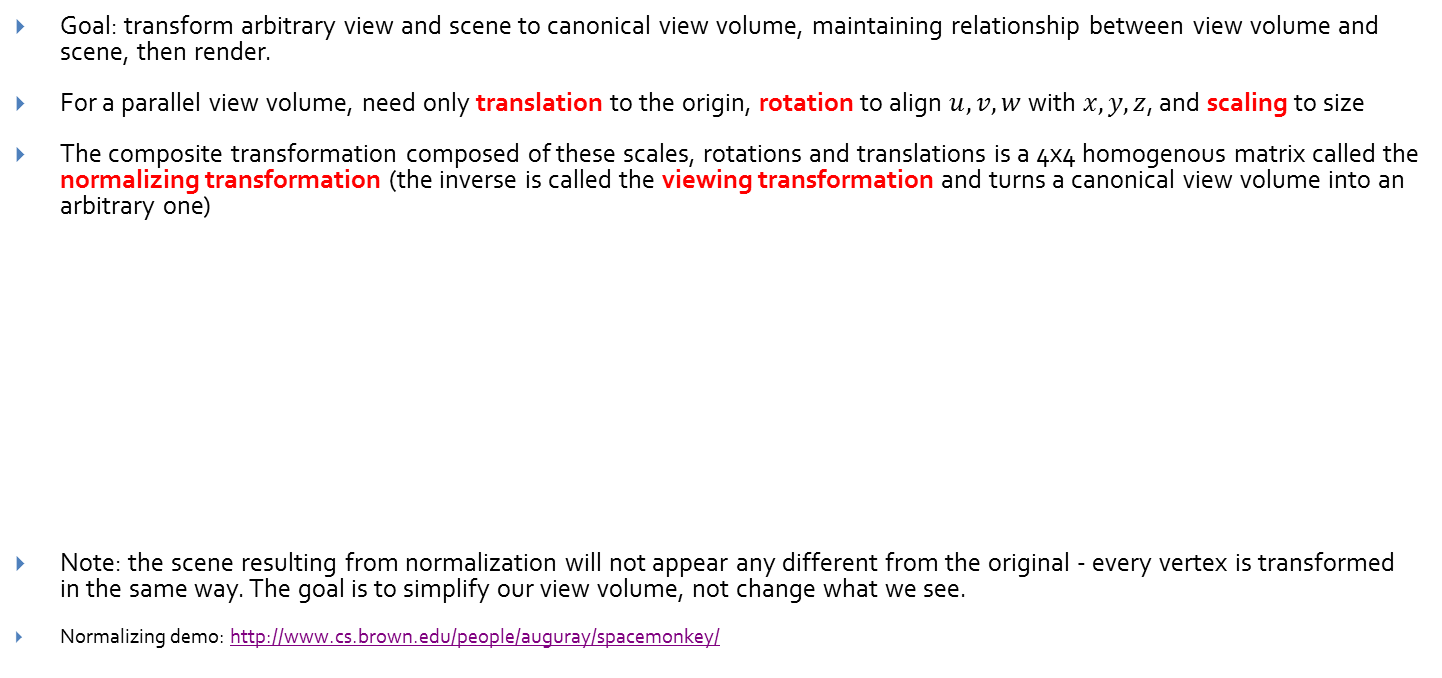 Goal: transform arbitrary view and scene to canonical view volume, maintaining relationship between view volume and
scene, then render.
For a parallel view volume, need only translation to the origin, rotation to align u, v, w with x, y, z, and scaling to size
The composite transformation composed of these scales, rotations and translations is a 4x4 homogenous matrix called the
normalizing transformation (the inverse is called the viewing transformation and turns a canonical view volume into an
arbitrary one)
Note: the scene resulting from normalization will not appear any different from the original - every vertex is transformed
in the same way. The goal is to simplify our view volume, not change what we see.
Normalizing demo: http://www.cs.brown.edu/people/auguray/spacemonkey/